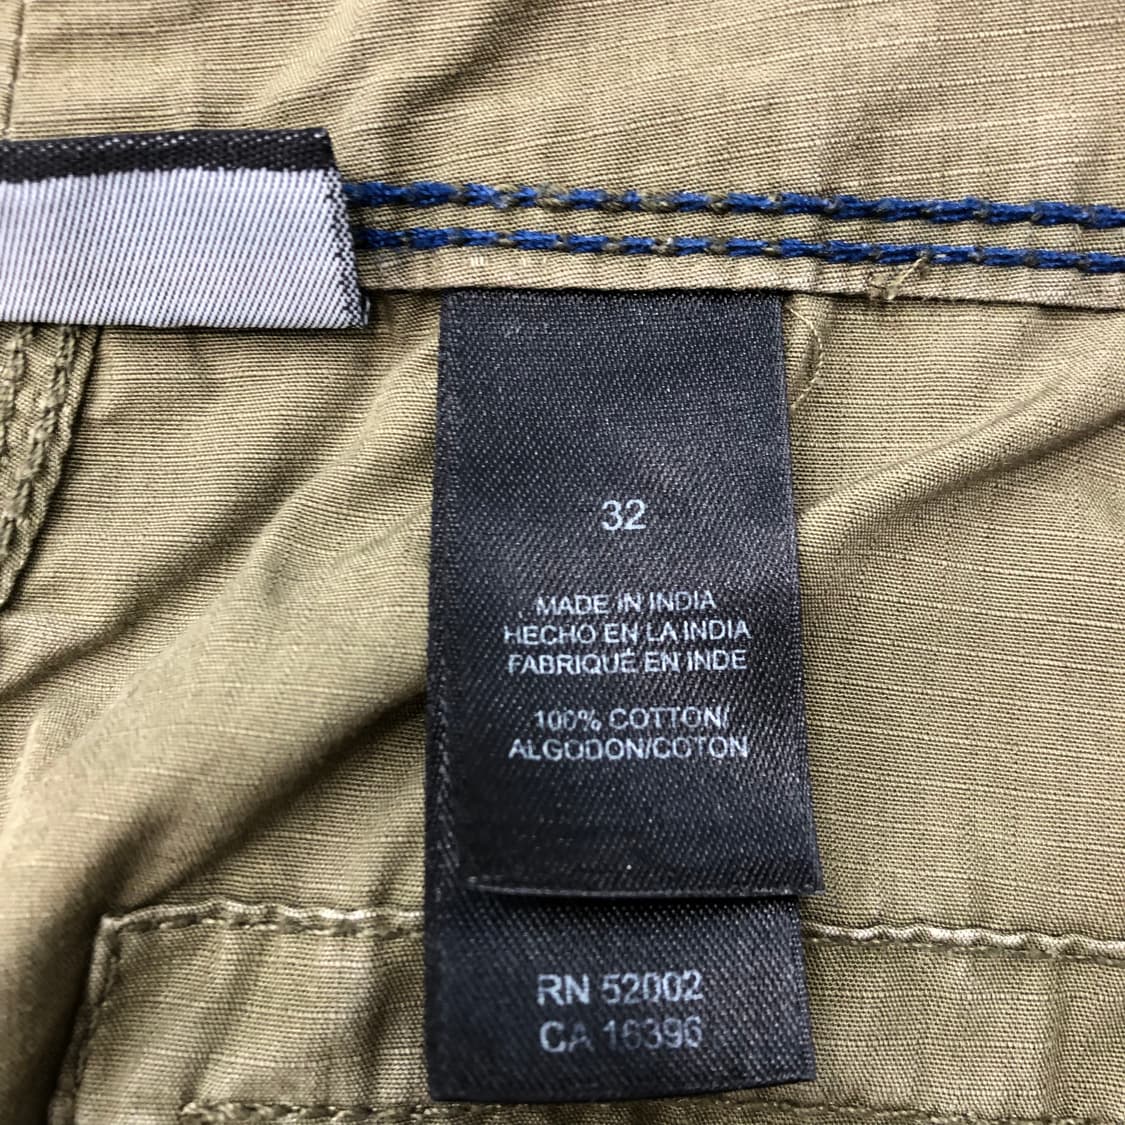 32
MADE IN INDIA
HECHO EN LA INDIA
FABRIQUÉ EN INDE
100% COTTON/
ALGODON/COTON
RN 52002
CA 16396